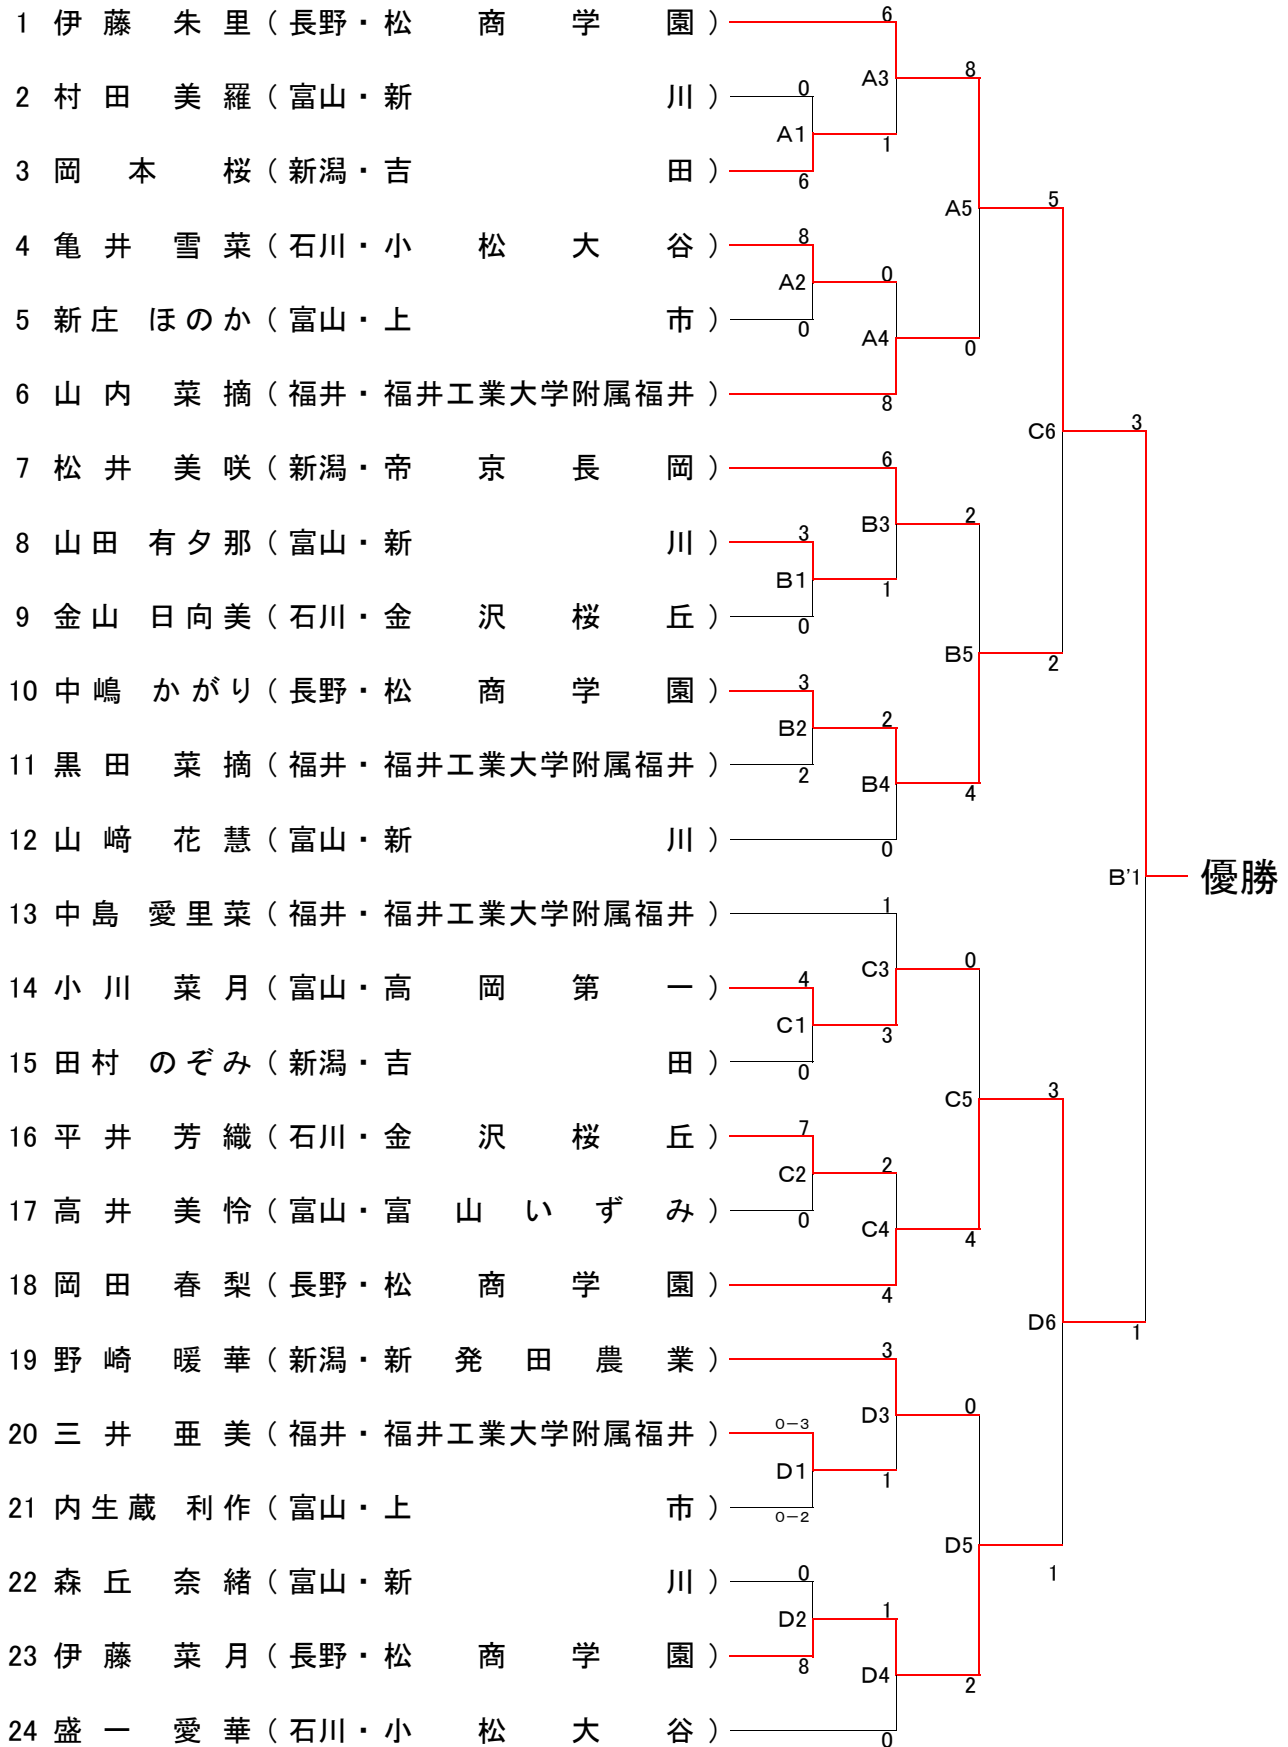 1 伊藤 朱里 (長野・松商学園) 6
A3 8
2 村田 美羅 (富山・新川) 0
A1 1
3 岡本 桜 (新潟・吉田) 6
A5 5
4 亀井 雪菜 (石川・小松大谷) 8
A2 0
5 新庄 ほのか (富山・上市) 0
A4 0
6 山内 菜摘 (福井・福井工業大学附属福井) 8
C6 3
7 松井 美咲 (新潟・帝京長岡) 6
B3 2
8 山田 有夕那 (富山・新川) 3
B1 1
9 金山 日向美 (石川・金沢桜丘) 0
B5 2
10 中嶋 かがり (長野・松商学園) 3
B2 2
11 黒田 菜摘 (福井・福井工業大学附属福井) 2
B4 4
12 山﨑 花慧 (富山・新川) 0
B'1 優勝
13 中島 愛里菜 (福井・福井工業大学附属福井) 1
C3 0
14 小川 菜月 (富山・高岡第一) 4
C1 3
15 田村 のぞみ (新潟・吉田) 0
C5 3
16 平井 芳織 (石川・金沢桜丘) 7
C2 2
17 高井 美怜 (富山・富山いずみ) 0
C4 4
18 岡田 春梨 (長野・松商学園) 4
D6 1
19 野崎 暖華 (新潟・新発田農業) 3
D3 0
20 三井 亜美 (福井・福井工業大学附属福井) 0-3
D1 1
21 内生蔵 利作 (富山・上市) 0-2
D5 1
22 森丘 奈緒 (富山・新川) 0
D2 1
23 伊藤 菜月 (長野・松商学園) 8
D4 2
24 盛一 愛華 (石川・小松大谷) 0